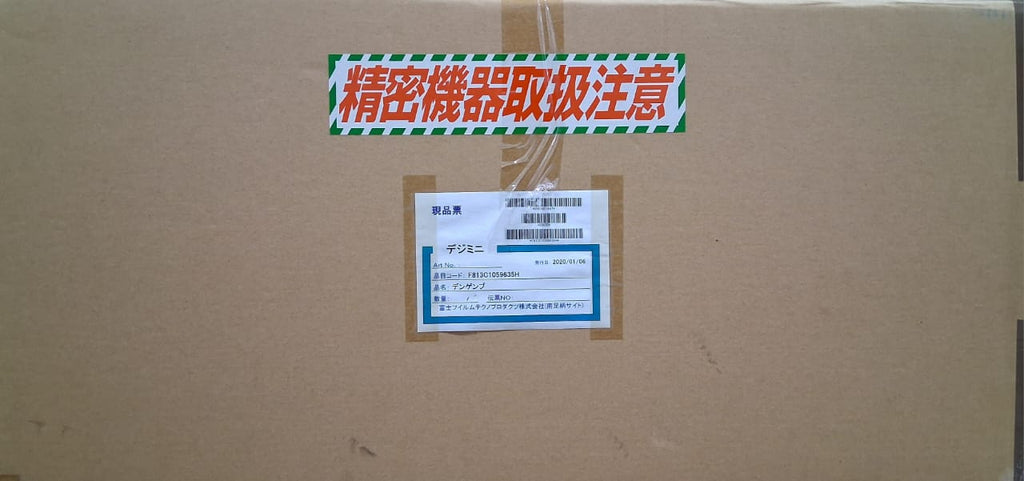 精密機器取扱注意
現品票
デジミニ
Art No.
発行日 2020/01/06
品目コード: F813C1059635H
品名: デンゲンブ
数量: / 伝票NO
富士フイルムテクノプロダクツ株式会社(南足柄サイト)